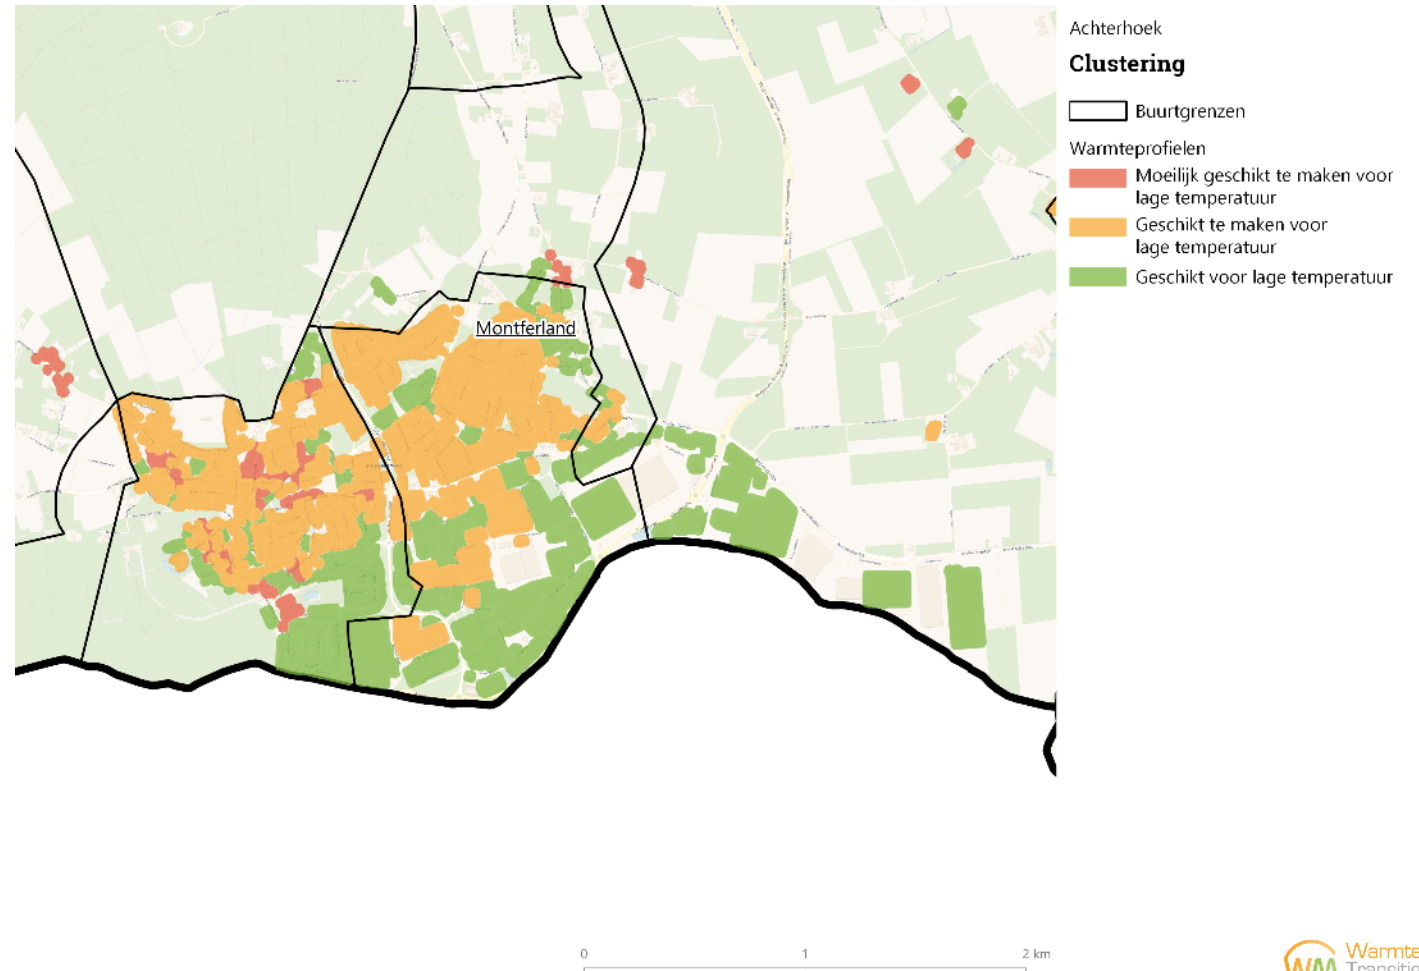 Achterhoek
Clustering
Buurtgrenzen
Warmteprofielen
Moeilijk geschikt te maken voor
lage temperatuur
Geschikt te maken voor
lage temperatuur
Geschikt voor lage temperatuur
Montferland
0 1 2 km
Warmte
Transitie